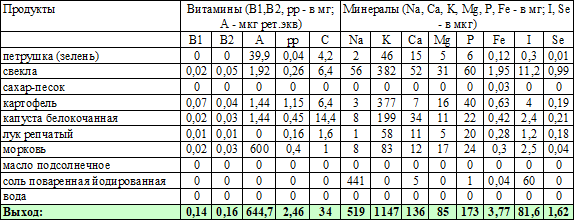 Продукты Витамины (B1,B2, pp - в мг; А - мкг рет.экв) Минералы (Na, Ca, K, Mg, P, Fe - в мг; I, Se - в мкг)
B1 B2 A pp C Na K Ca Mg P Fe I Se
петрушка (зелень) 0 0 39,9 0,04 4,2 2 46 15 5 6 0,12 0,3 0,01
свекла 0,02 0,05 1,92 0,26 6,4 56 382 52 31 60 1,95 11,2 0,99
сахар-песок 0 0 0 0 0 0 0 0 0 0 0,03 0 0
картофель 0,07 0,04 1,44 1,15 6,4 3 377 7 16 40 0,63 4 0,19
капуста белокочанная 0,02 0,03 1,44 0,45 14,4 8 199 34 11 22 0,42 2,4 0,21
лук репчатый 0,01 0,01 0 0,16 1,6 1 58 11 5 20 0,28 1,2 0,18
морковь 0,02 0,03 600 0,4 1 8 83 12 17 24 0,3 2,5 0,04
масло подсолнечное 0 0 0 0 0 0 0 0 0 0 0 0 0
соль поваренная йодированная 0 0 0 0 0 441 0 5 0 1 0,04 60 0
вода 0 0 0 0 0 0 0 0 0 0 0 0 0
Выход: 0,14 0,16 644,7 2,46 34 519 1147 136 85 173 3,77 81,6 1,62